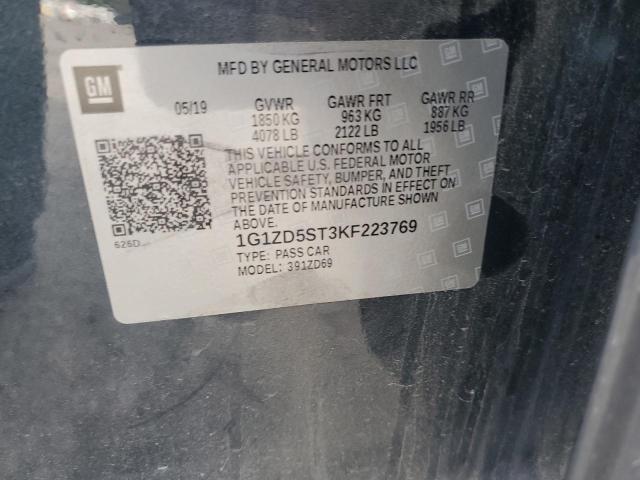 GM
MFD BY GENERAL MOTORS LLC
05/19 GVWR GAWR FRT GAWR RR
1850 KG 963 KG 887 KG
4078 LB 2122 LB 1956 LB
THIS VEHICLE CONFORMS TO ALL
APPLICABLE U.S. FEDERAL MOTOR
VEHICLE SAFETY, BUMPER, AND THEFT
PREVENTION STANDARDS IN EFFECT ON
THE DATE OF MANUFACTURE SHOWN
ABOVE.
626D 1G1ZD5ST3KF223769
TYPE: PASS CAR
MODEL: 391ZD69